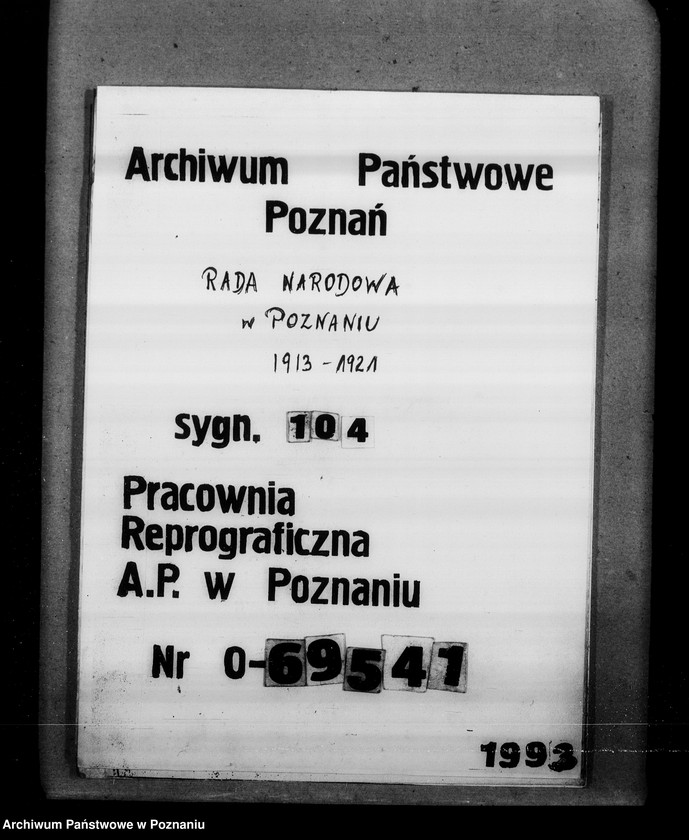 Archiwum Państwowe
Poznań
RADA NARODOWA
w POZNANIU
1913-1921
sygn. 104
Pracownia
Reprograficzna
A.P. w Poznaniu
Nr 0-69541
1993
Archiwum Państwowe w Poznaniu